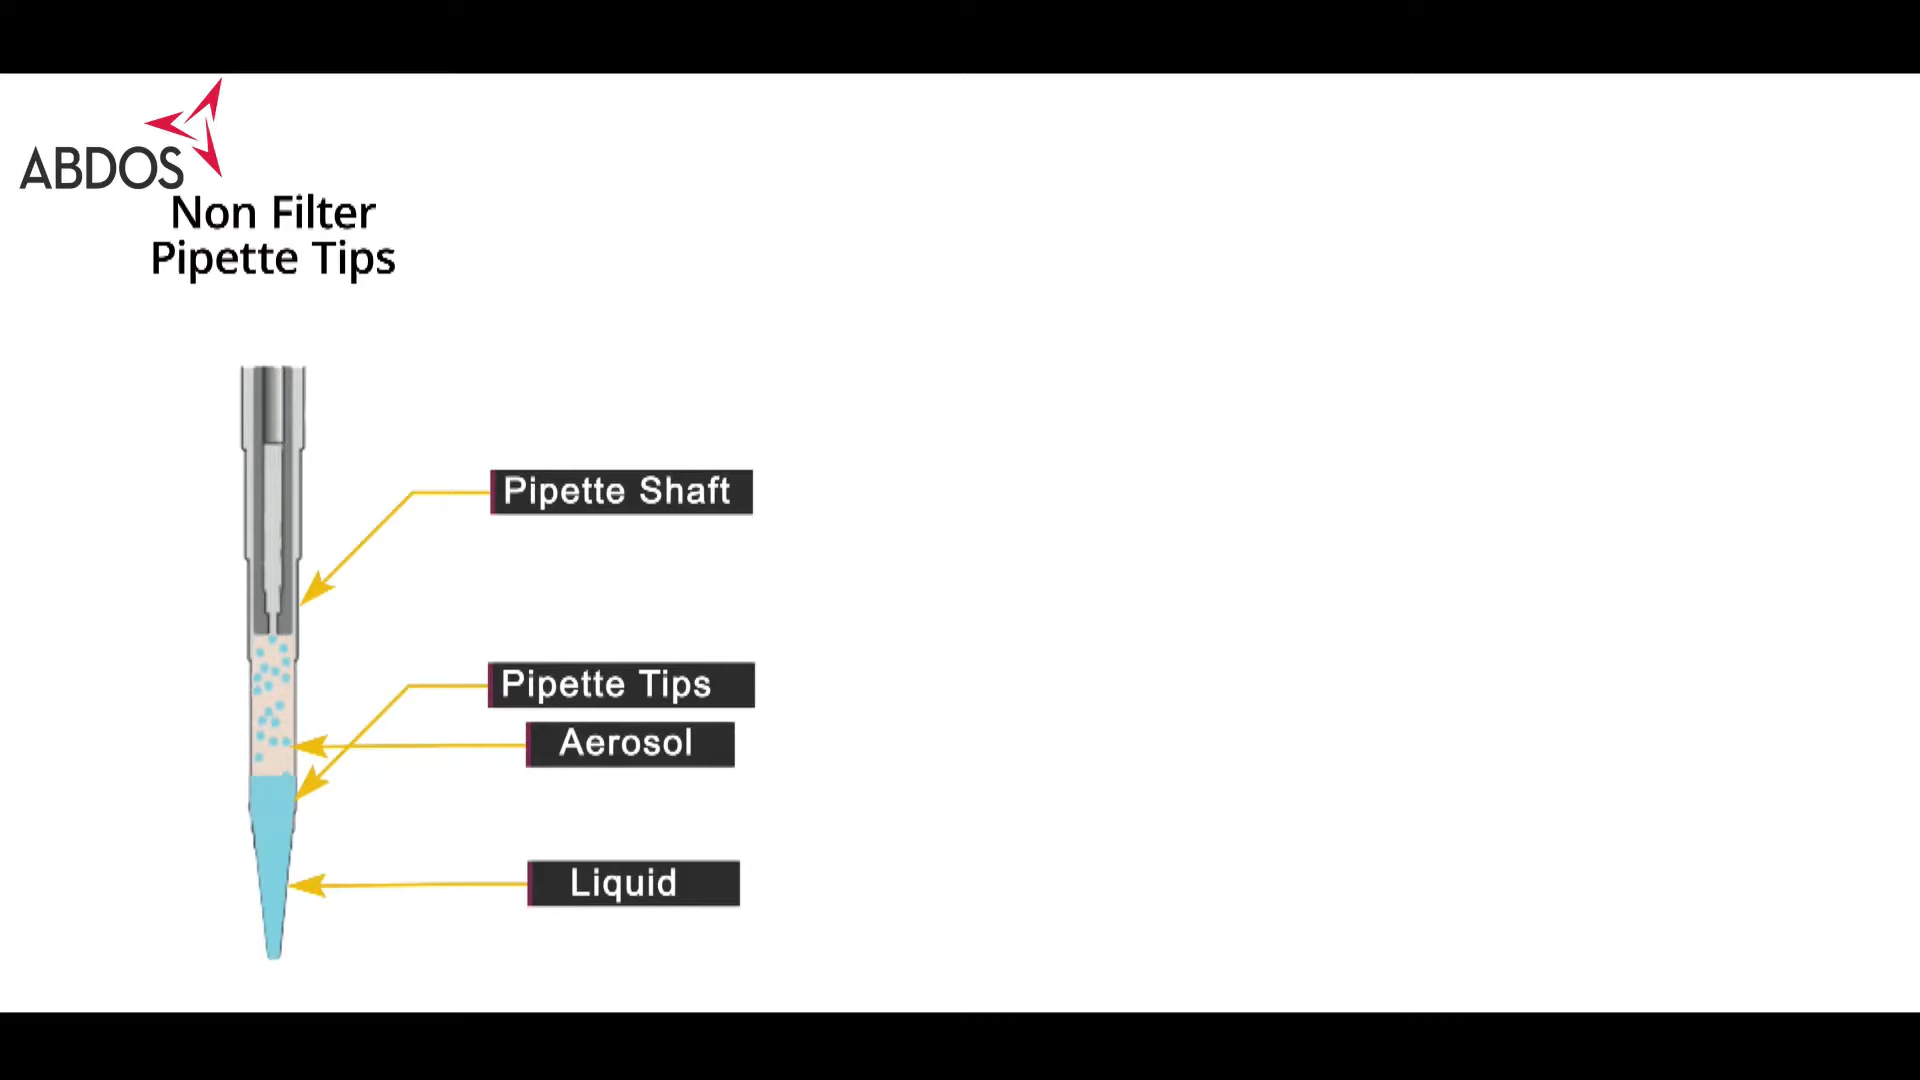 ABDOS
Non Filter
Pipette Tips
Pipette Shaft
Pipette Tips
Aerosol
Liquid